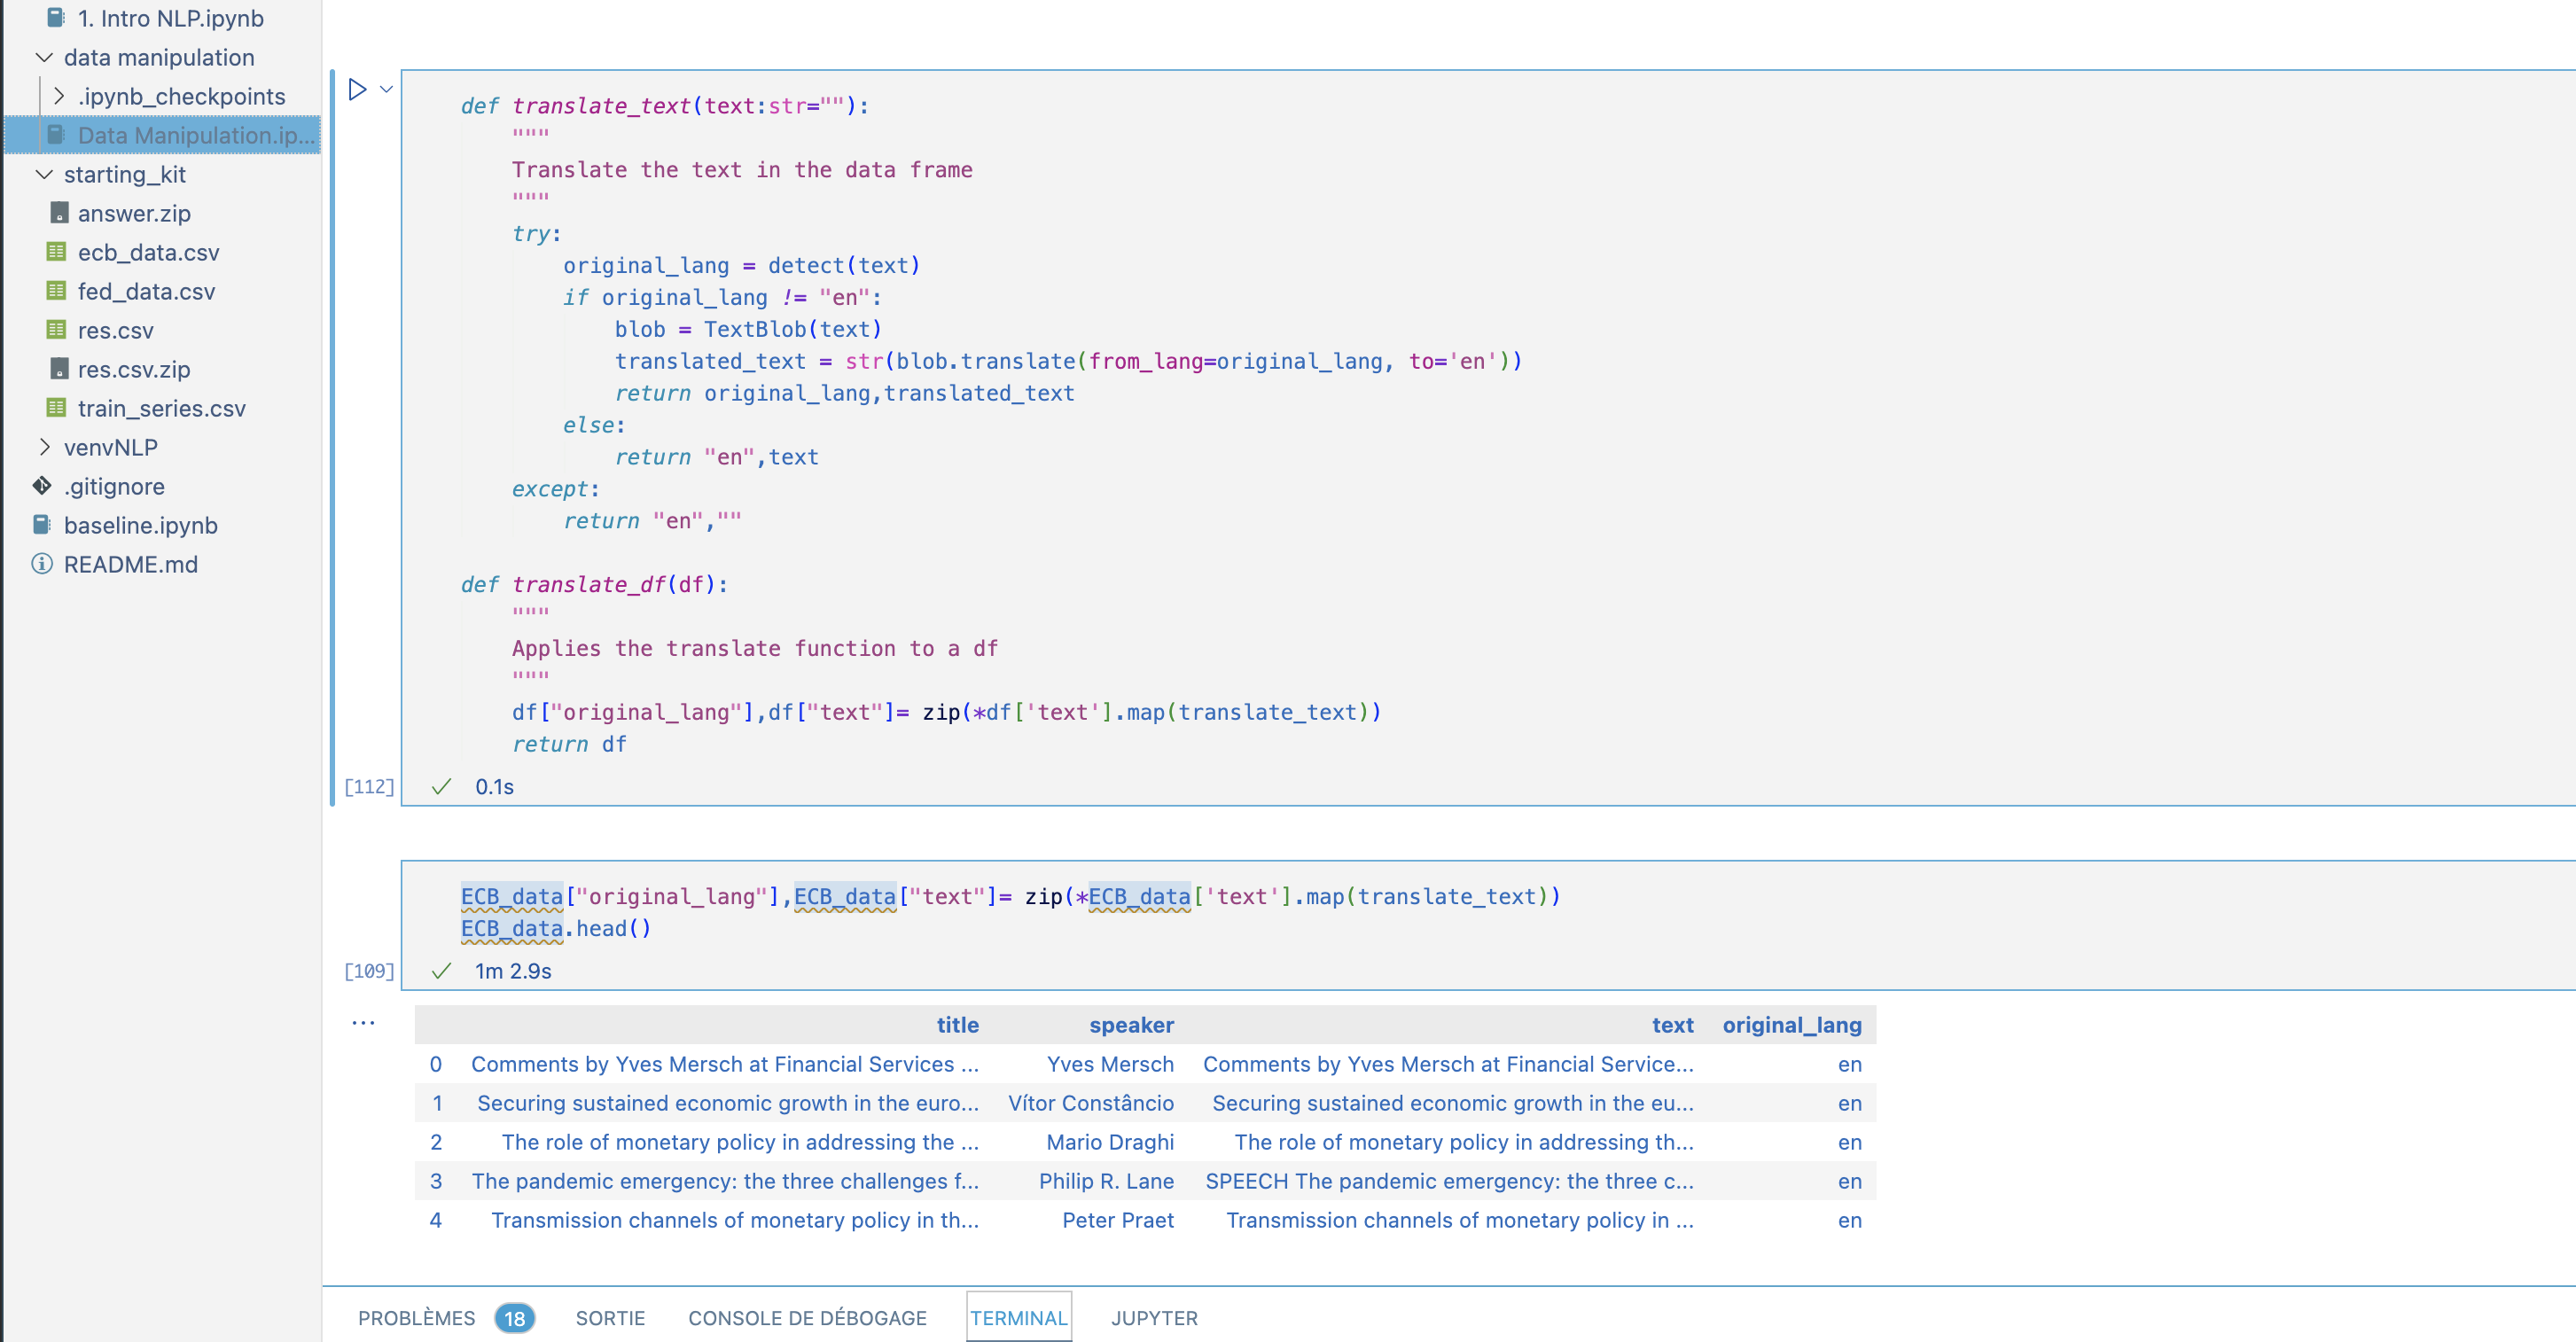 1. Intro NLP.ipynb
data manipulation
.ipynb_checkpoints
Data Manipulation.ip...
starting_kit
answer.zip
ecb_data.csv
fed_data.csv
res.csv
res.csv.zip
train_series.csv
venvNLP
.gitignore
baseline.ipynb
README.md
def translate_text(text:str=""):
    """
    Translate the text in the data frame
    """
    try:
        original_lang = detect(text)
        if original_lang != "en":
            blob = TextBlob(text)
            translated_text = str(blob.translate(from_lang=original_lang, to='en'))
            return original_lang,translated_text
        else:
            return "en",text
    except:
        return "en",""
def translate_df(df):
    """
    Applies the translate function to a df
    """
    df["original_lang"],df["text"]= zip(*df['text'].map(translate_text))
    return df
[112] ✓ 0.1s
ECB_data["original_lang"],ECB_data["text"]= zip(*ECB_data['text'].map(translate_text))
ECB_data.head()
[109] ✓ 1m 2.9s
... title speaker text original_lang
0 Comments by Yves Mersch at Financial Services ... Yves Mersch Comments by Yves Mersch at Financial Service... en
1 Securing sustained economic growth in the euro... Vítor Constâncio Securing sustained economic growth in the eu... en
2 The role of monetary policy in addressing the ... Mario Draghi The role of monetary policy in addressing th... en
3 The pandemic emergency: the three challenges f... Philip R. Lane SPEECH The pandemic emergency: the three c... en
4 Transmission channels of monetary policy in th... Peter Praet Transmission channels of monetary policy in ... en
PROBLÈMES 18 SORTIE CONSOLE DE DÉBOGAGE TERMINAL JUPYTER